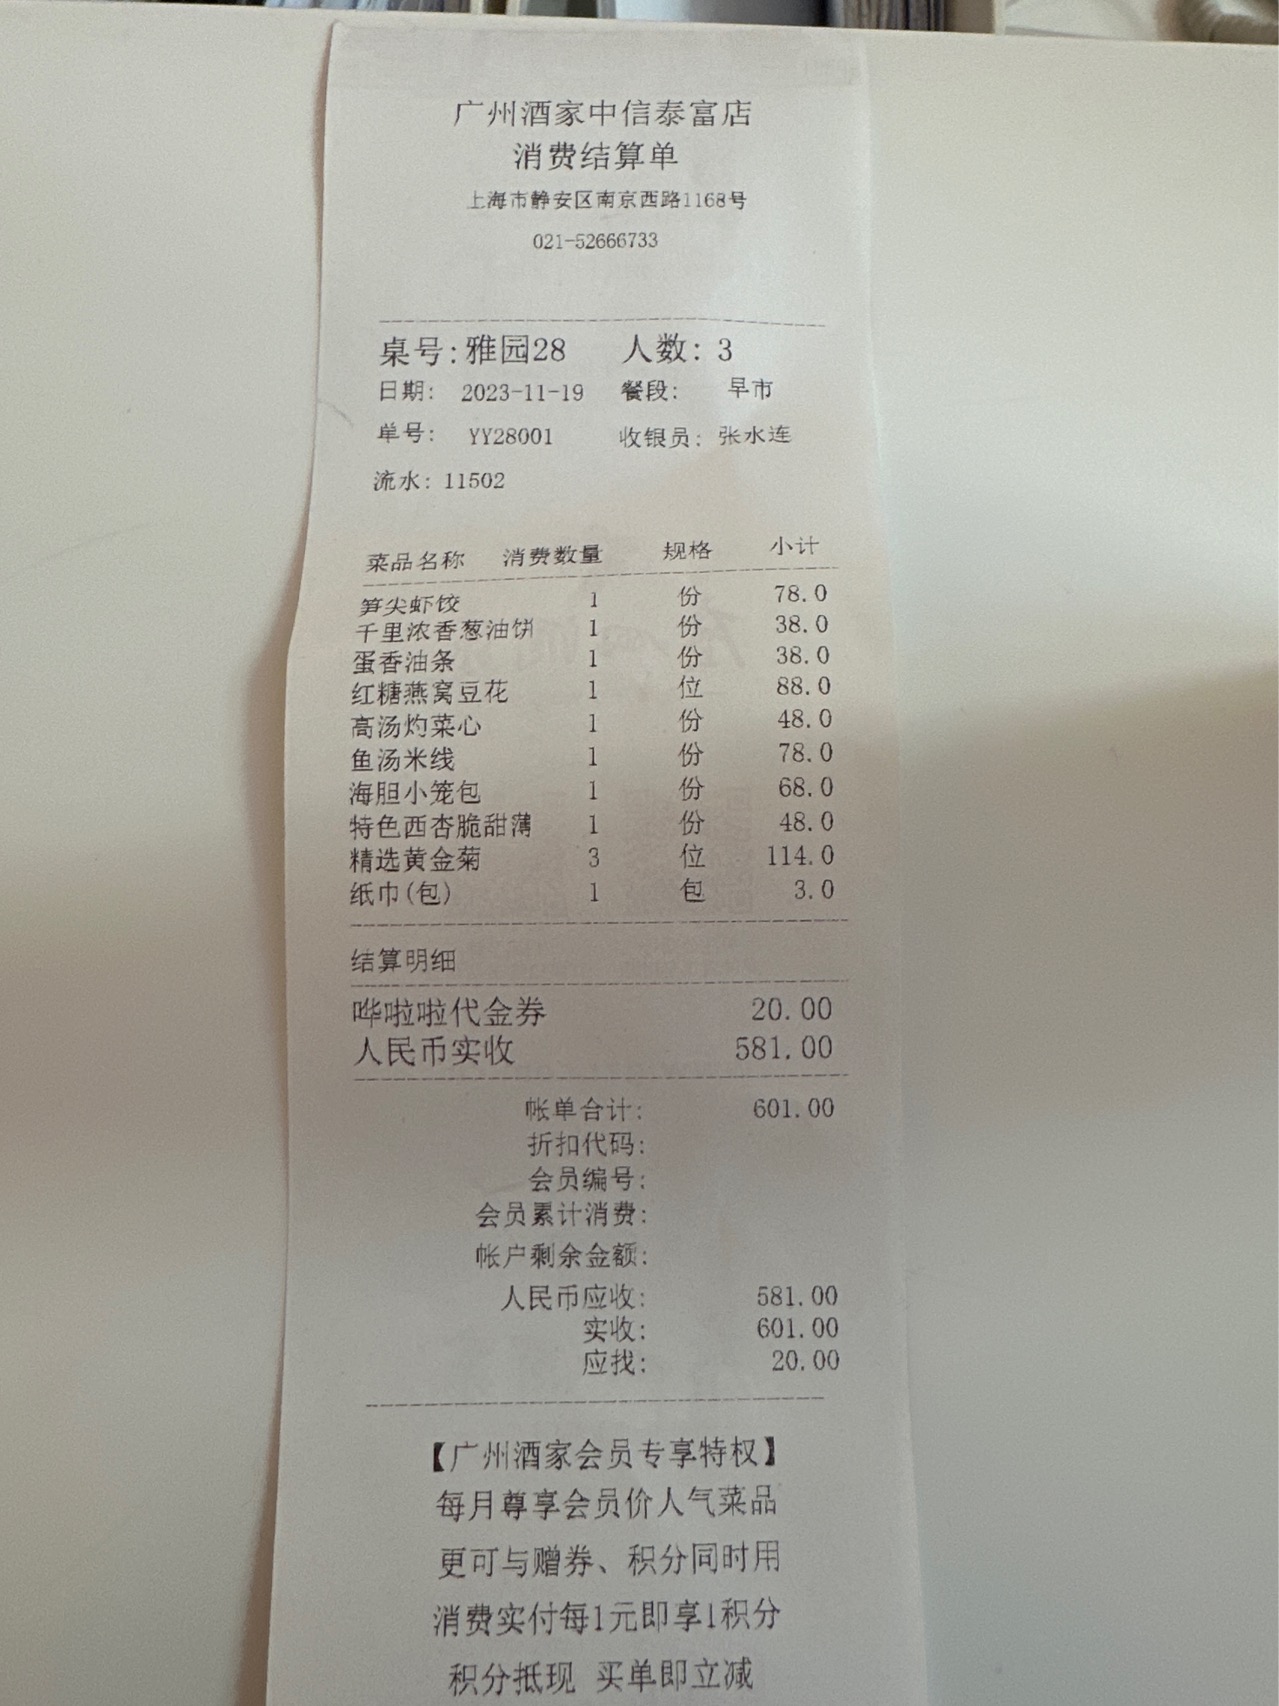 广州酒家中信泰富店
消费结算单
上海市静安区南京西路1168号
021-52666733
桌号:雅园28 人数: 3
日期: 2023-11-19 餐段: 早市
单号: YY28001 收银员: 张水连
流水: 11502
菜品名称 消费数量 规格 小计
笋尖虾饺 1 份 78.0
千里浓香葱油饼 1 份 38.0
蛋香油条 1 份 38.0
红糖燕窝豆花 1 位 88.0
高汤灼菜心 1 份 48.0
鱼汤米线 1 份 78.0
海胆小笼包 1 份 68.0
特色西杏脆甜薄 1 份 48.0
精选黄金菊 3 位 114.0
纸巾(包) 1 包 3.0
结算明细
哗啦啦代金券 20.00
人民币实收 581.00
帐单合计: 601.00
折扣代码:
会员编号:
会员累计消费:
帐户剩余金额:
人民币应收: 581.00
实收: 601.00
应找: 20.00
【广州酒家会员专享特权】
每月尊享会员价人气菜品
更可与赠券、积分同时用
消费实付每1元即享1积分
积分抵现 买单即立减